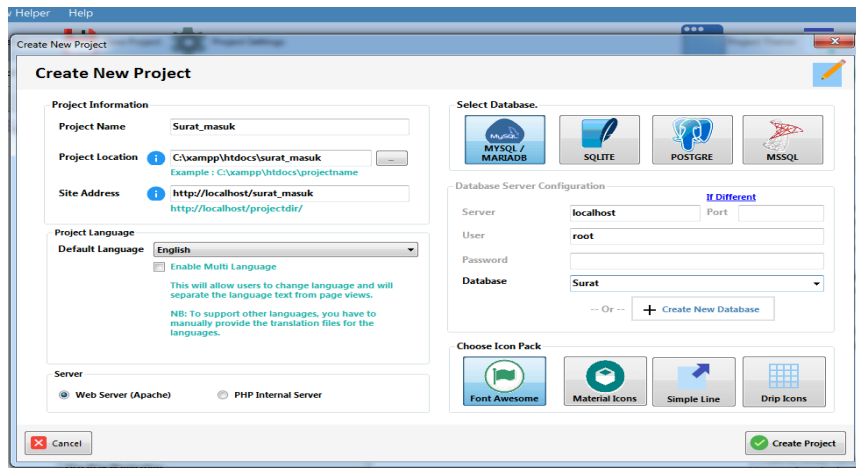 Helper Help
Project Settings
Create New Project
Create New Project
Project Information
Project Name Surat_masuk
Project Location C:\xampp\htdocs\surat_masuk ...
Example : C:\xampp\htdocs\projectname
Site Address http://localhost/surat_masuk
http://localhost/projectdir/
Project Language
Default Language English
Enable Multi Language
This will allow users to change language and will
separate the language text from page views.
NB: To support other languages, you have to
manually provide the translation files for the
languages.
Server
Web Server (Apache) PHP Internal Server
Select Database.
MySQL
MYSQL /
MARIADB
SQLITE
POSTGRE
MSSQL
Database Server Configuration
If Different
Server localhost Port
User root
Password
Database Surat
-- Or -- Create New Database
Choose Icon Pack
Font Awesome Material Icons Simple Line Drip Icons
Cancel
Create Project